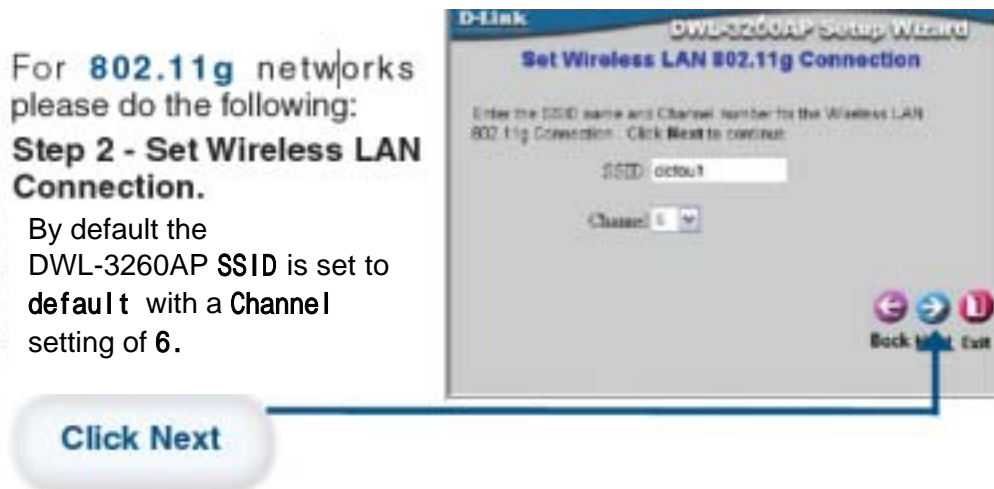 For 802.11g networks
please do the following:
Step 2 - Set Wireless LAN
Connection.
By default the
DWL-3260AP SSID is set to
default with a Channel
setting of 6.
Click Next
D-Link
DWL-3260AP Setup Wizard
Set Wireless LAN 802.11g Connection
Enter the SSID name and Channel number for the Wireless LAN
802.11g Connection. Click Next to continue.
SSID default
Channel 6
Back Next Exit